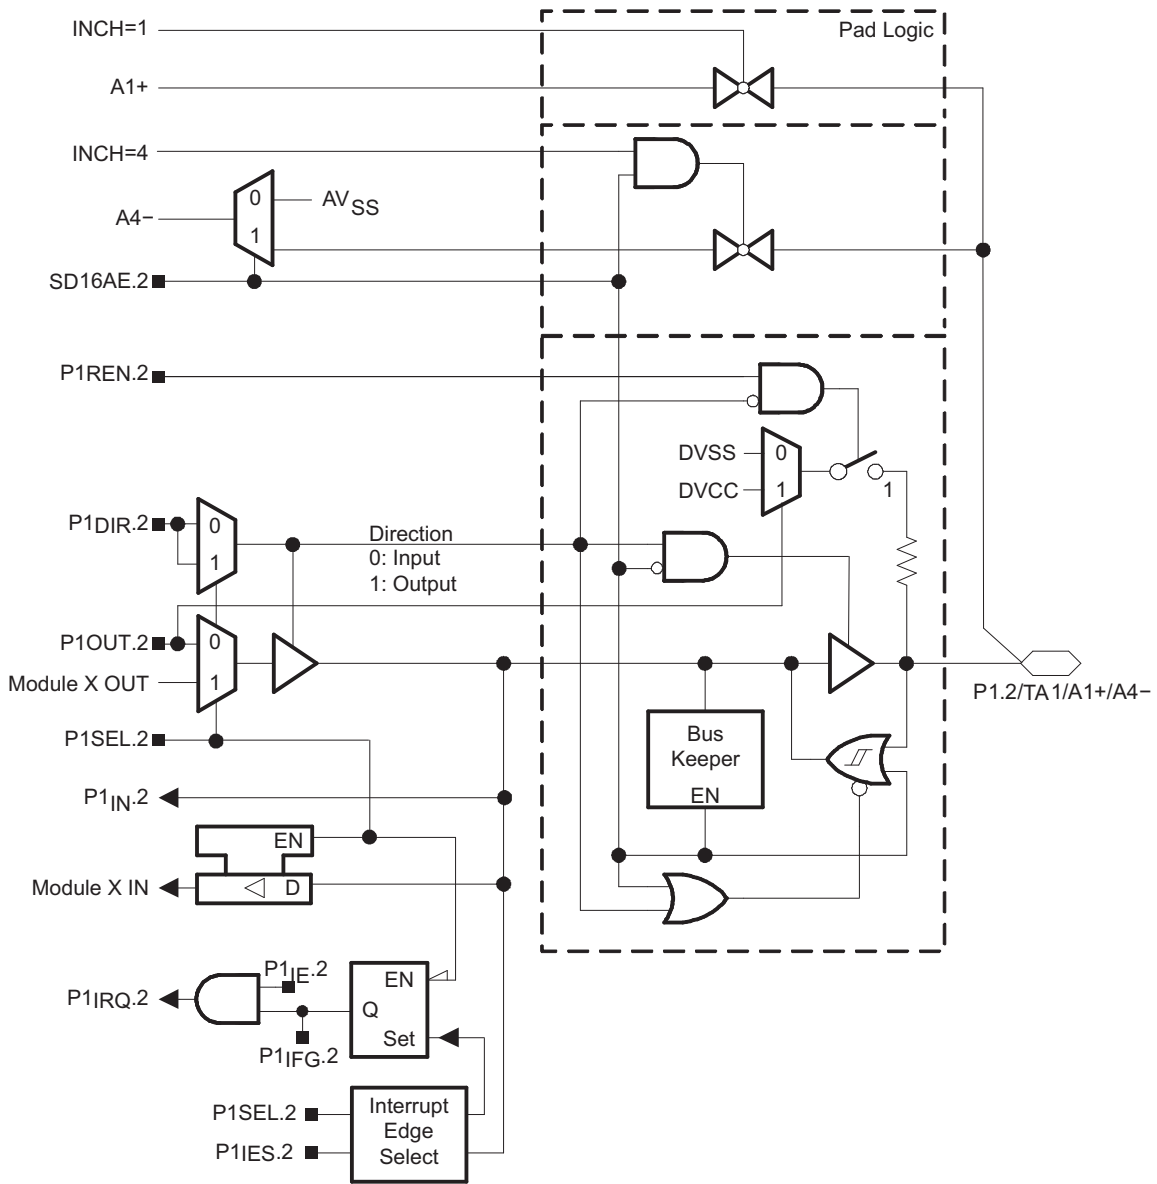 INCH=1
Pad Logic
A1+
INCH=4
0
AVSS
A4−
1
SD16AE.2
P1REN.2
DVSS
0
DVCC
1
1
P1DIR.2
0
1
Direction
0: Input
1: Output
P1OUT.2
0
Module X OUT
1
P1.2/TA1/A1+/A4−
P1SEL.2
Bus
Keeper
EN
P1IN.2
EN
Module X IN
D
P1IE.2
P1IRQ.2
EN
Q
Set
P1IFG.2
P1SEL.2
P1IES.2
Interrupt
Edge
Select